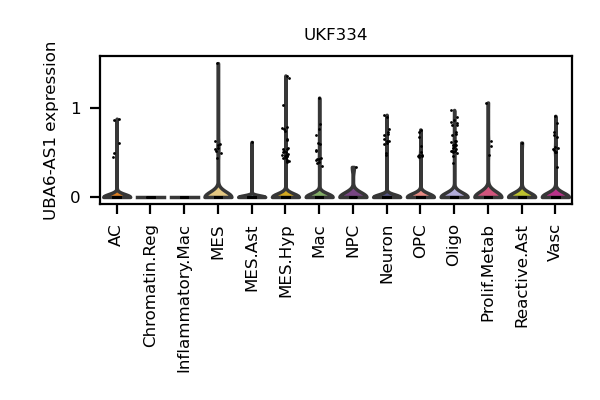 UKF334
UBA6-AS1 expression
1
0
AC
Chromatin.Reg
Inflammatory.Mac
MES
MES.Ast
MES.Hyp
Mac
NPC
Neuron
OPC
Oligo
Prolif.Metab
Reactive.Ast
Vasc